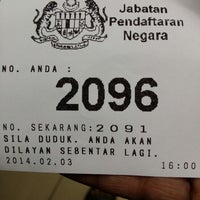 Jabatan
Pendaftaran
Negara
NO. ANDA :
2096
NO. SEKARANG:2091
SILA DUDUK. ANDA AKAN
DILAYAN SEBENTAR LAGI.
2014.02.03 16:00